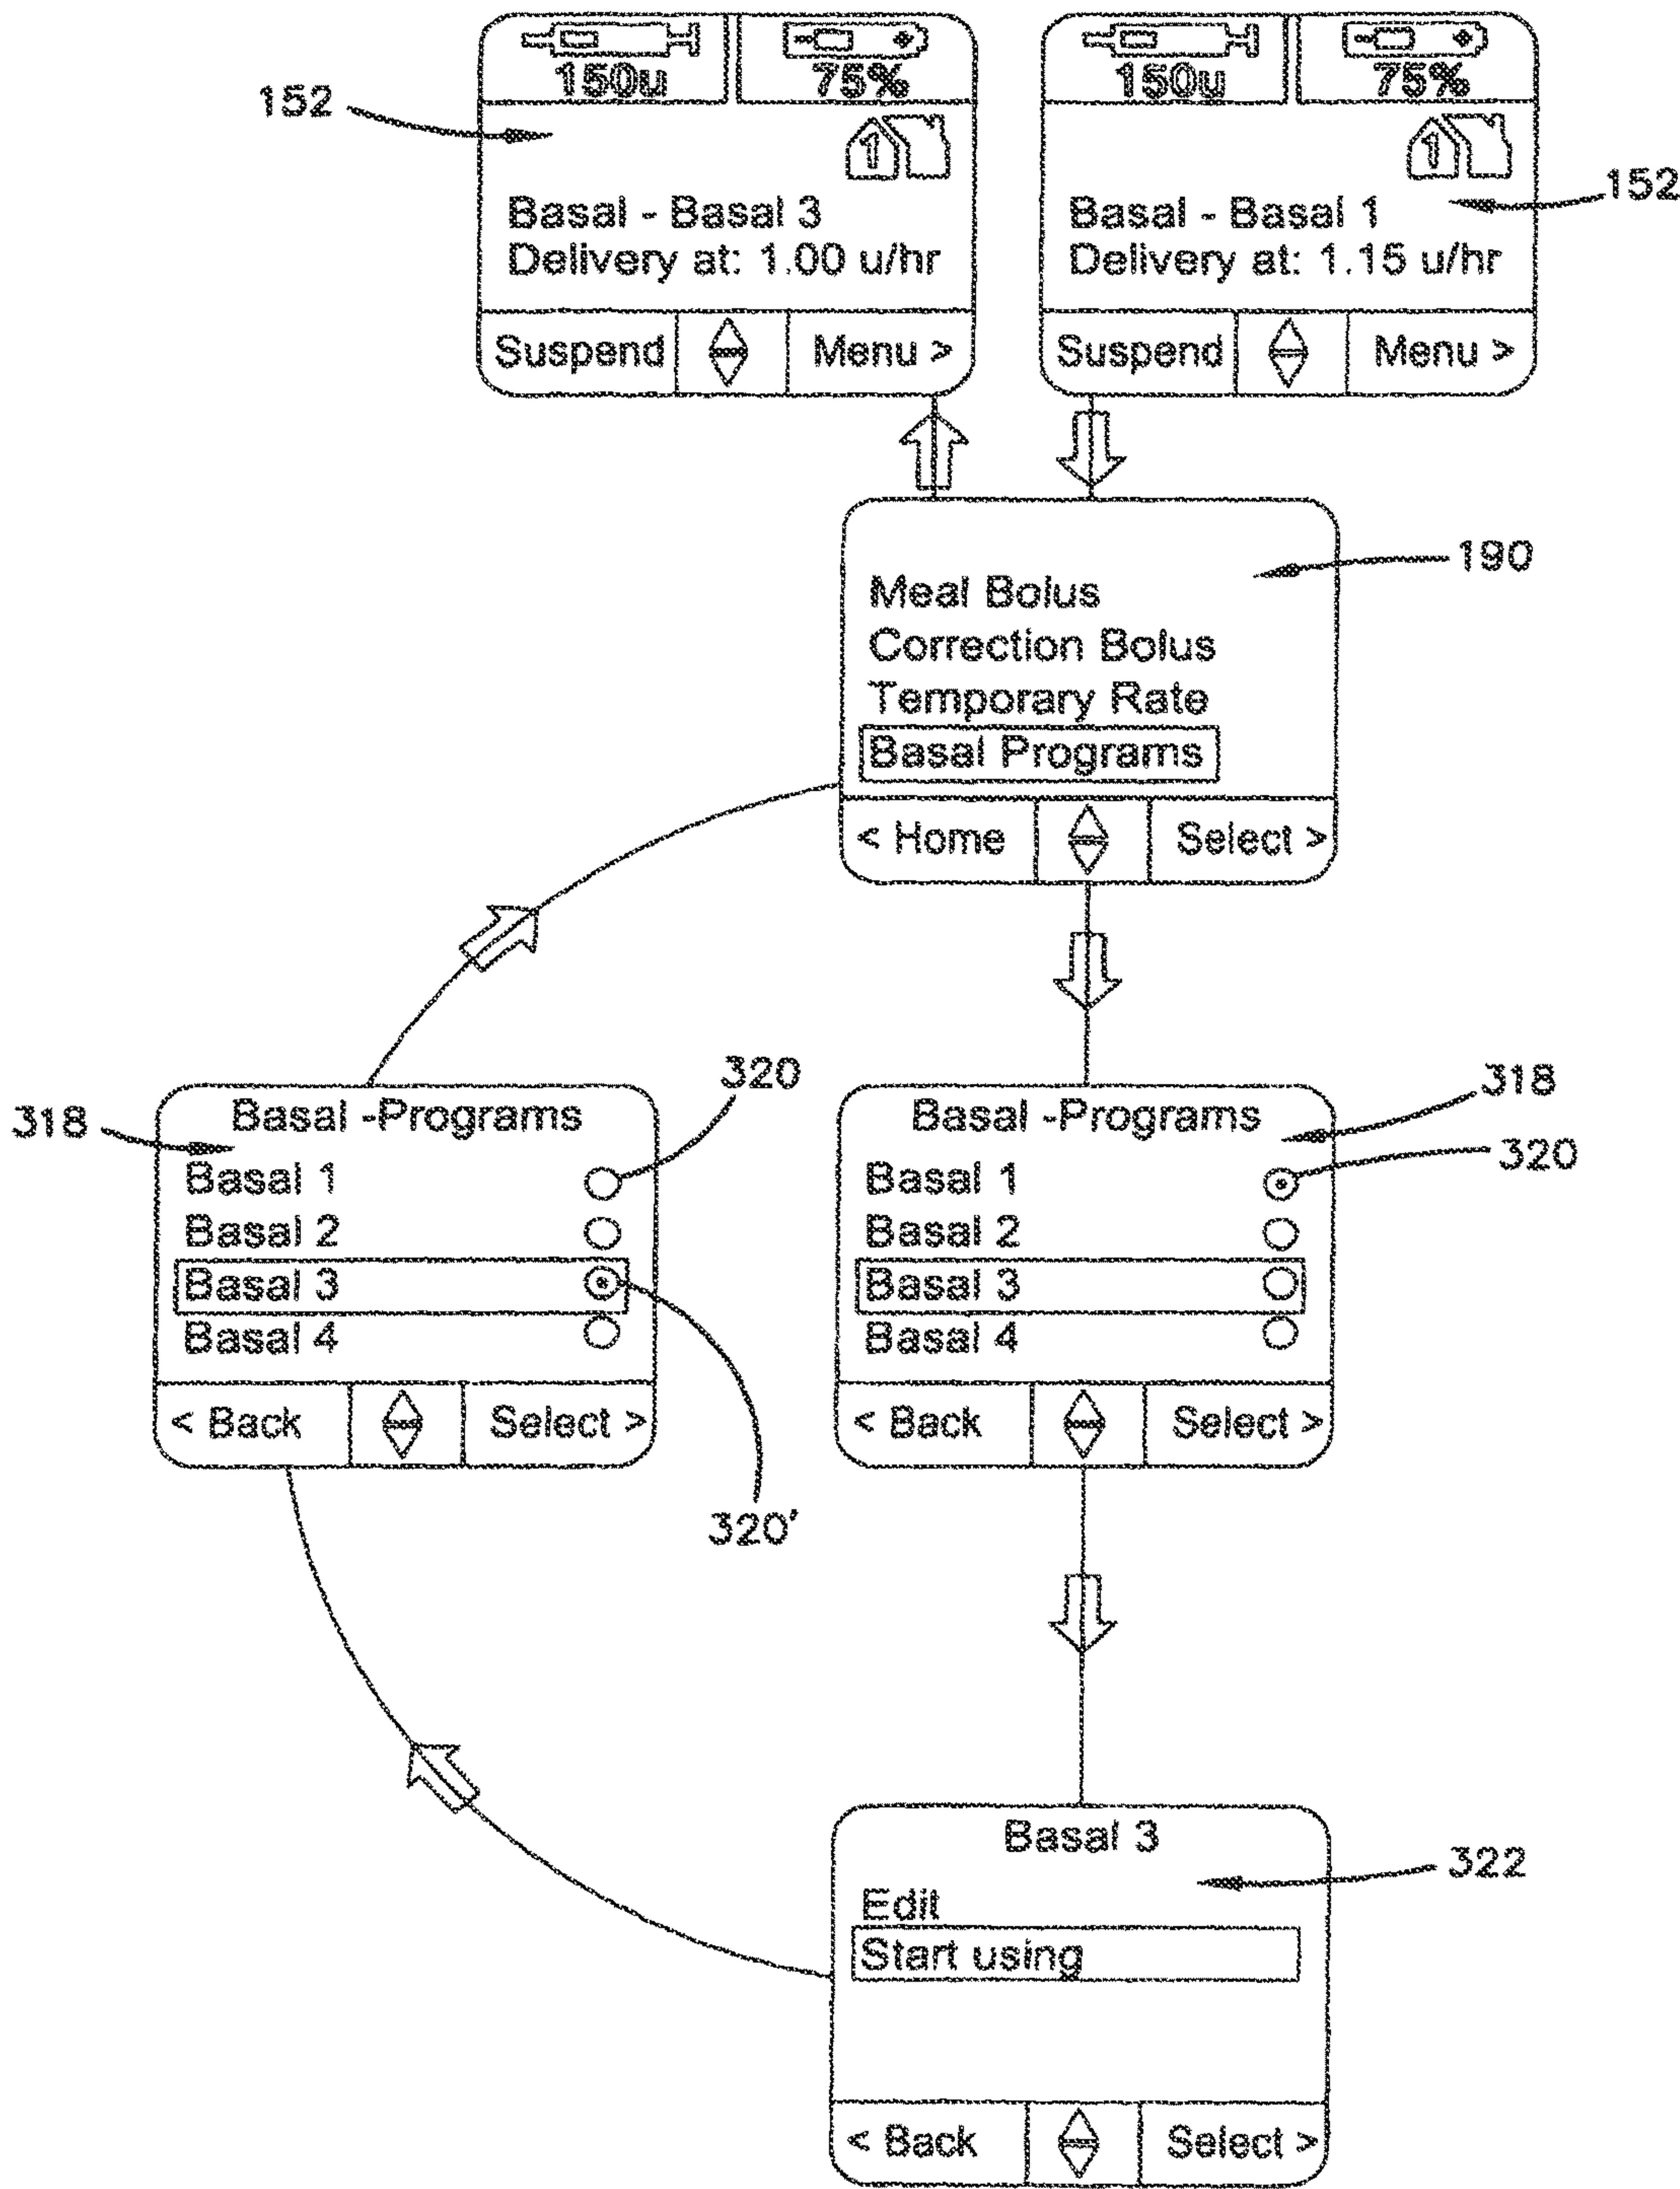 150u 75%
152
1
Basal - Basal 3
Delivery at: 1.00 u/hr
Suspend Menu >
150u 75%
1
152
Basal - Basal 1
Delivery at: 1.15 u/hr
Suspend Menu >
190
Meal Bolus
Correction Bolus
Temporary Rate
Basal Programs
< Home Select >
318
320
Basal -Programs
Basal 1
Basal 2
Basal 3
Basal 4
< Back Select >
320'
318
320
Basal -Programs
Basal 1
Basal 2
Basal 3
Basal 4
< Back Select >
Basal 3
322
Edit
Start using
< Back Select >